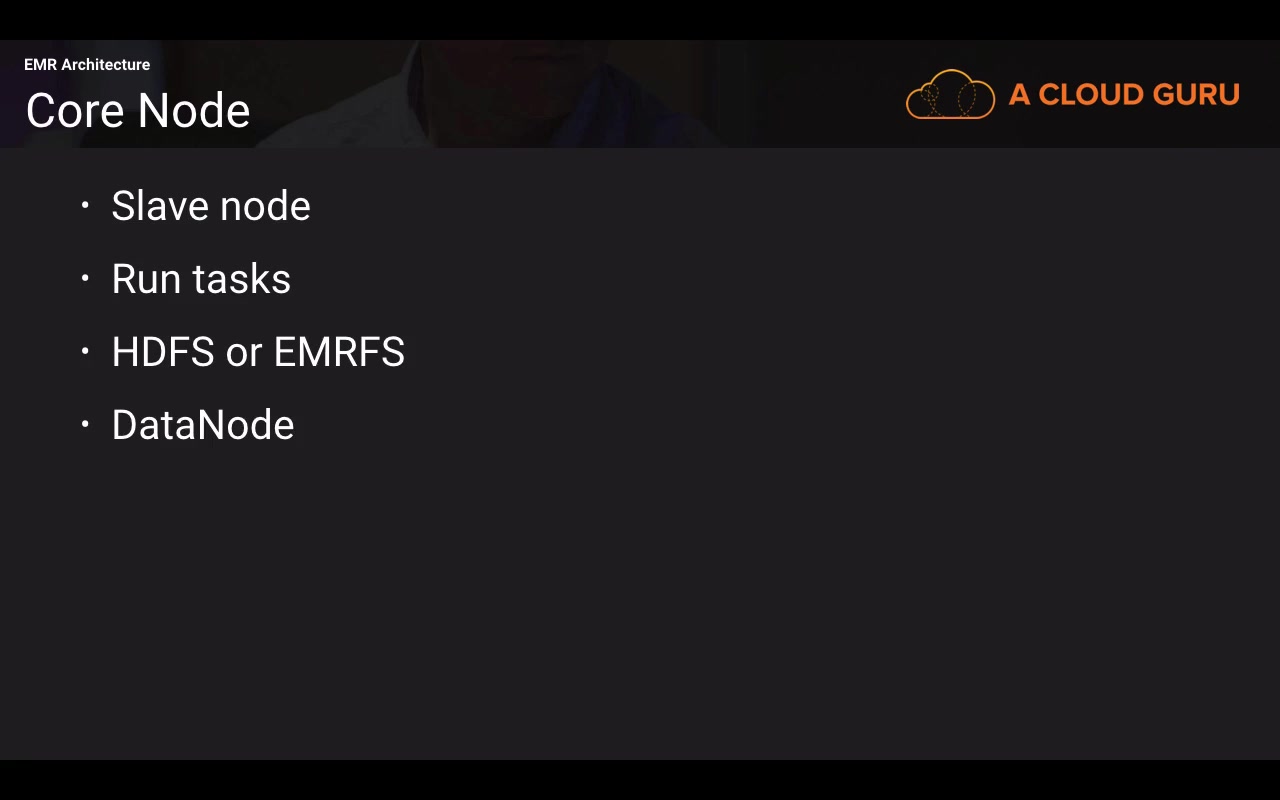 EMR Architecture
Core Node
A CLOUD GURU
• Slave node
• Run tasks
• HDFS or EMRFS
• DataNode